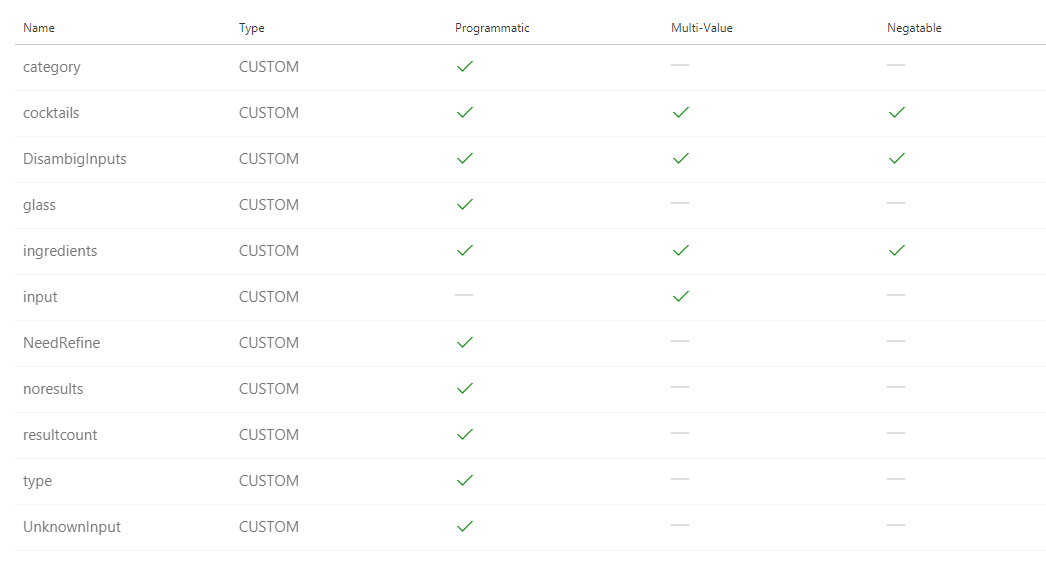 Name Type Programmatic Multi-Value Negatable
category CUSTOM
cocktails CUSTOM
DisambigInputs CUSTOM
glass CUSTOM
ingredients CUSTOM
input CUSTOM
NeedRefine CUSTOM
noresults CUSTOM
resultcount CUSTOM
type CUSTOM
UnknownInput CUSTOM